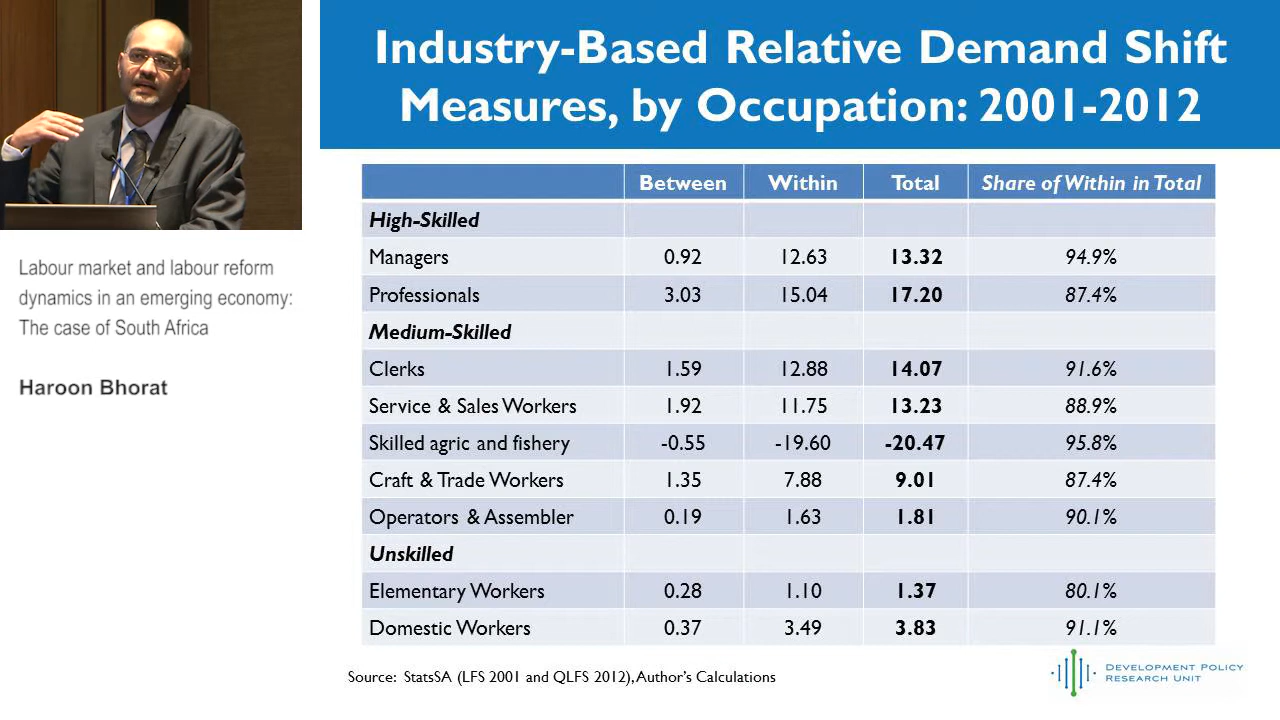 Industry-Based Relative Demand Shift
Measures, by Occupation: 2001-2012
Labour market and labour reform
dynamics in an emerging economy:
The case of South Africa
Haroon Bhorat
Between Within Total Share of Within in Total
High-Skilled
Managers 0.92 12.63 13.32 94.9%
Professionals 3.03 15.04 17.20 87.4%
Medium-Skilled
Clerks 1.59 12.88 14.07 91.6%
Service & Sales Workers 1.92 11.75 13.23 88.9%
Skilled agric and fishery -0.55 -19.60 -20.47 95.8%
Craft & Trade Workers 1.35 7.88 9.01 87.4%
Operators & Assembler 0.19 1.63 1.81 90.1%
Unskilled
Elementary Workers 0.28 1.10 1.37 80.1%
Domestic Workers 0.37 3.49 3.83 91.1%
Source: StatsSA (LFS 2001 and QLFS 2012), Author's Calculations
DEVELOPMENT POLICY
RESEARCH UNIT